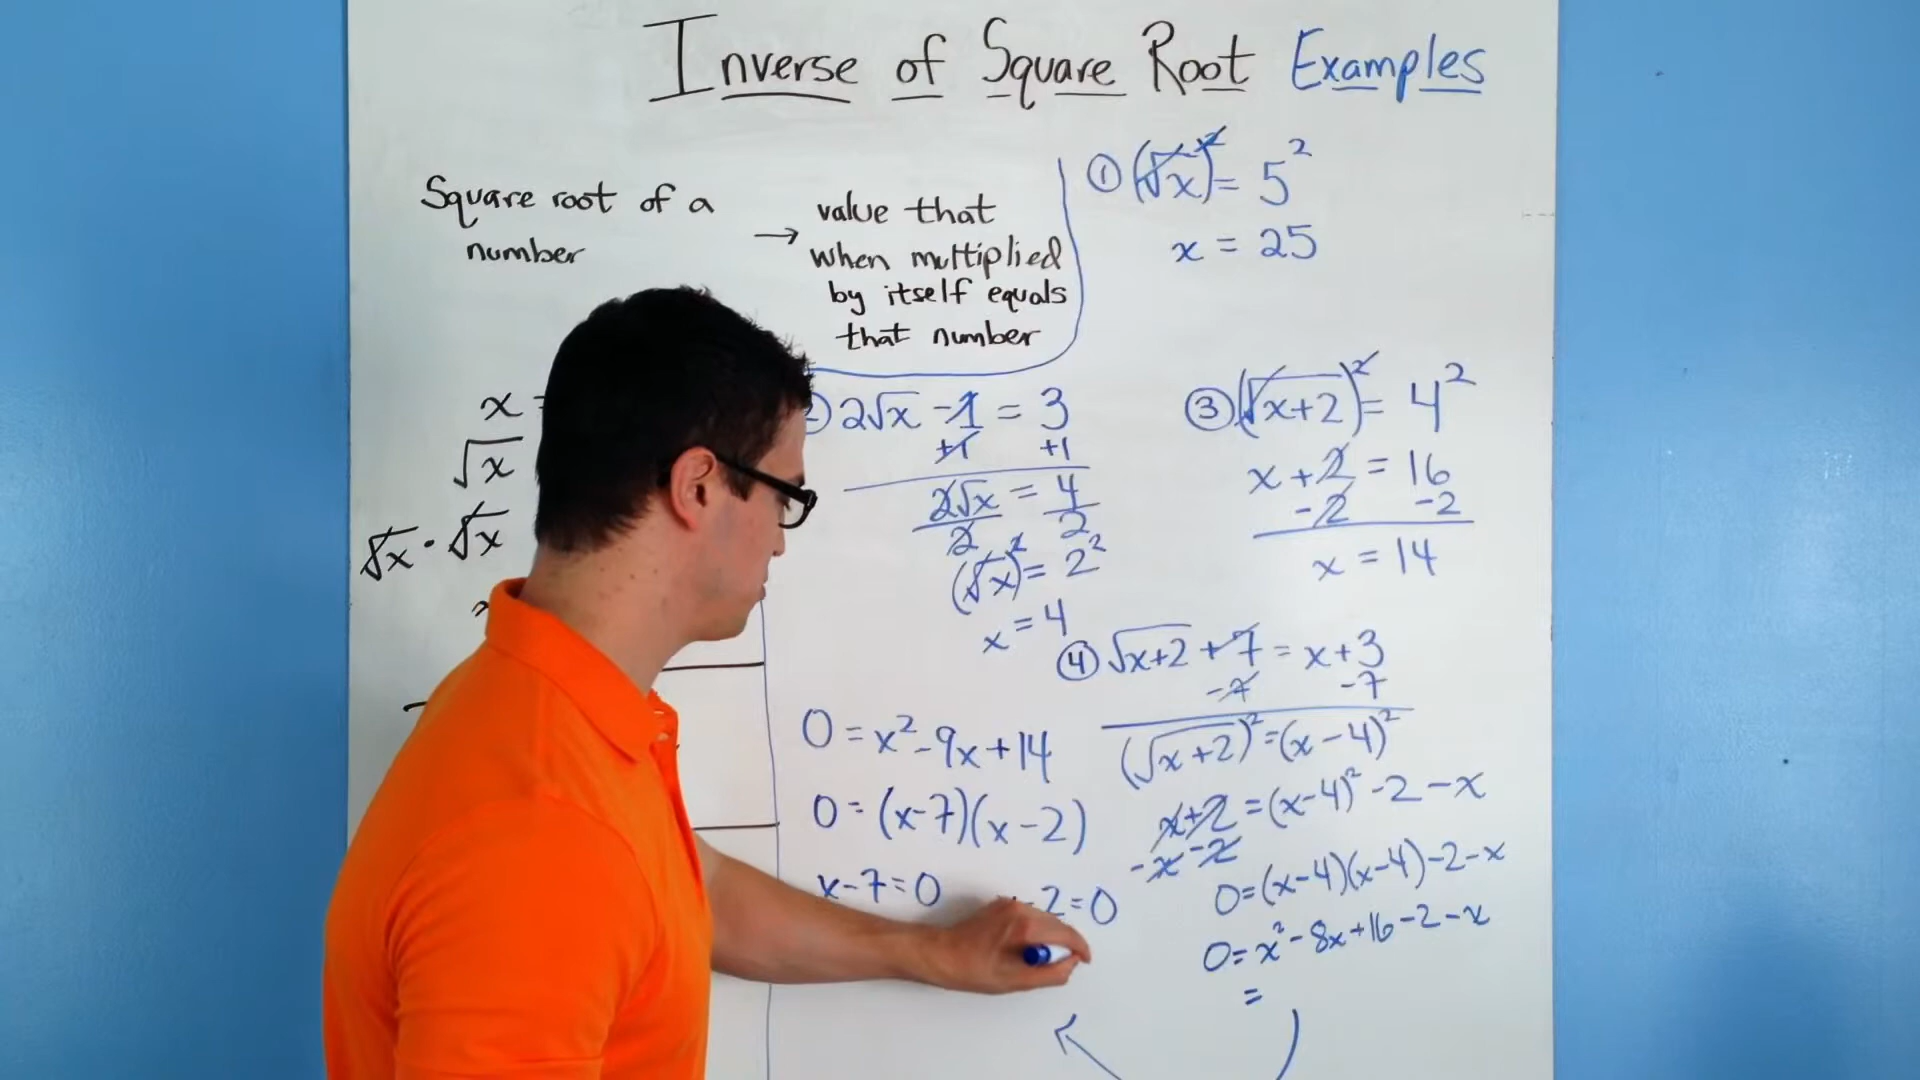 Inverse of Square Root Examples
Square root of a
number
→ value that
when multiplied
by itself equals
that number
① (√x)² = 5²
x = 25
x =
√x
√x · √x
2√x - 1 = 3
+1 +1
2√x = 4
2 2
(√x)² = 2²
x = 4
③ (√x+2)² = 4²
x + 2 = 16
- 2 - 2
x = 14
④ √x+2 + 7 = x + 3
- 7 - 7
(√x+2)² = (x - 4)²
x + 2 = (x - 4)² - 2 - x
- x - 2
0 = (x - 4)(x - 4) - 2 - x
0 = x² - 8x + 16 - 2 - x
=
0 = x² - 9x + 14
0 = (x - 7)(x - 2)
x - 7 = 0
- 2 = 0